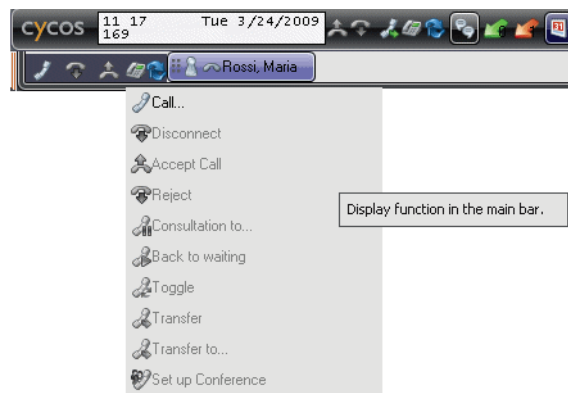 cycos
11 17 Tue 3/24/2009
169
31
Rossi, Maria
Call...
Disconnect
Accept Call
Reject
Display function in the main bar.
Consultation to...
Back to waiting
Toggle
Transfer
Transfer to...
Set up Conference